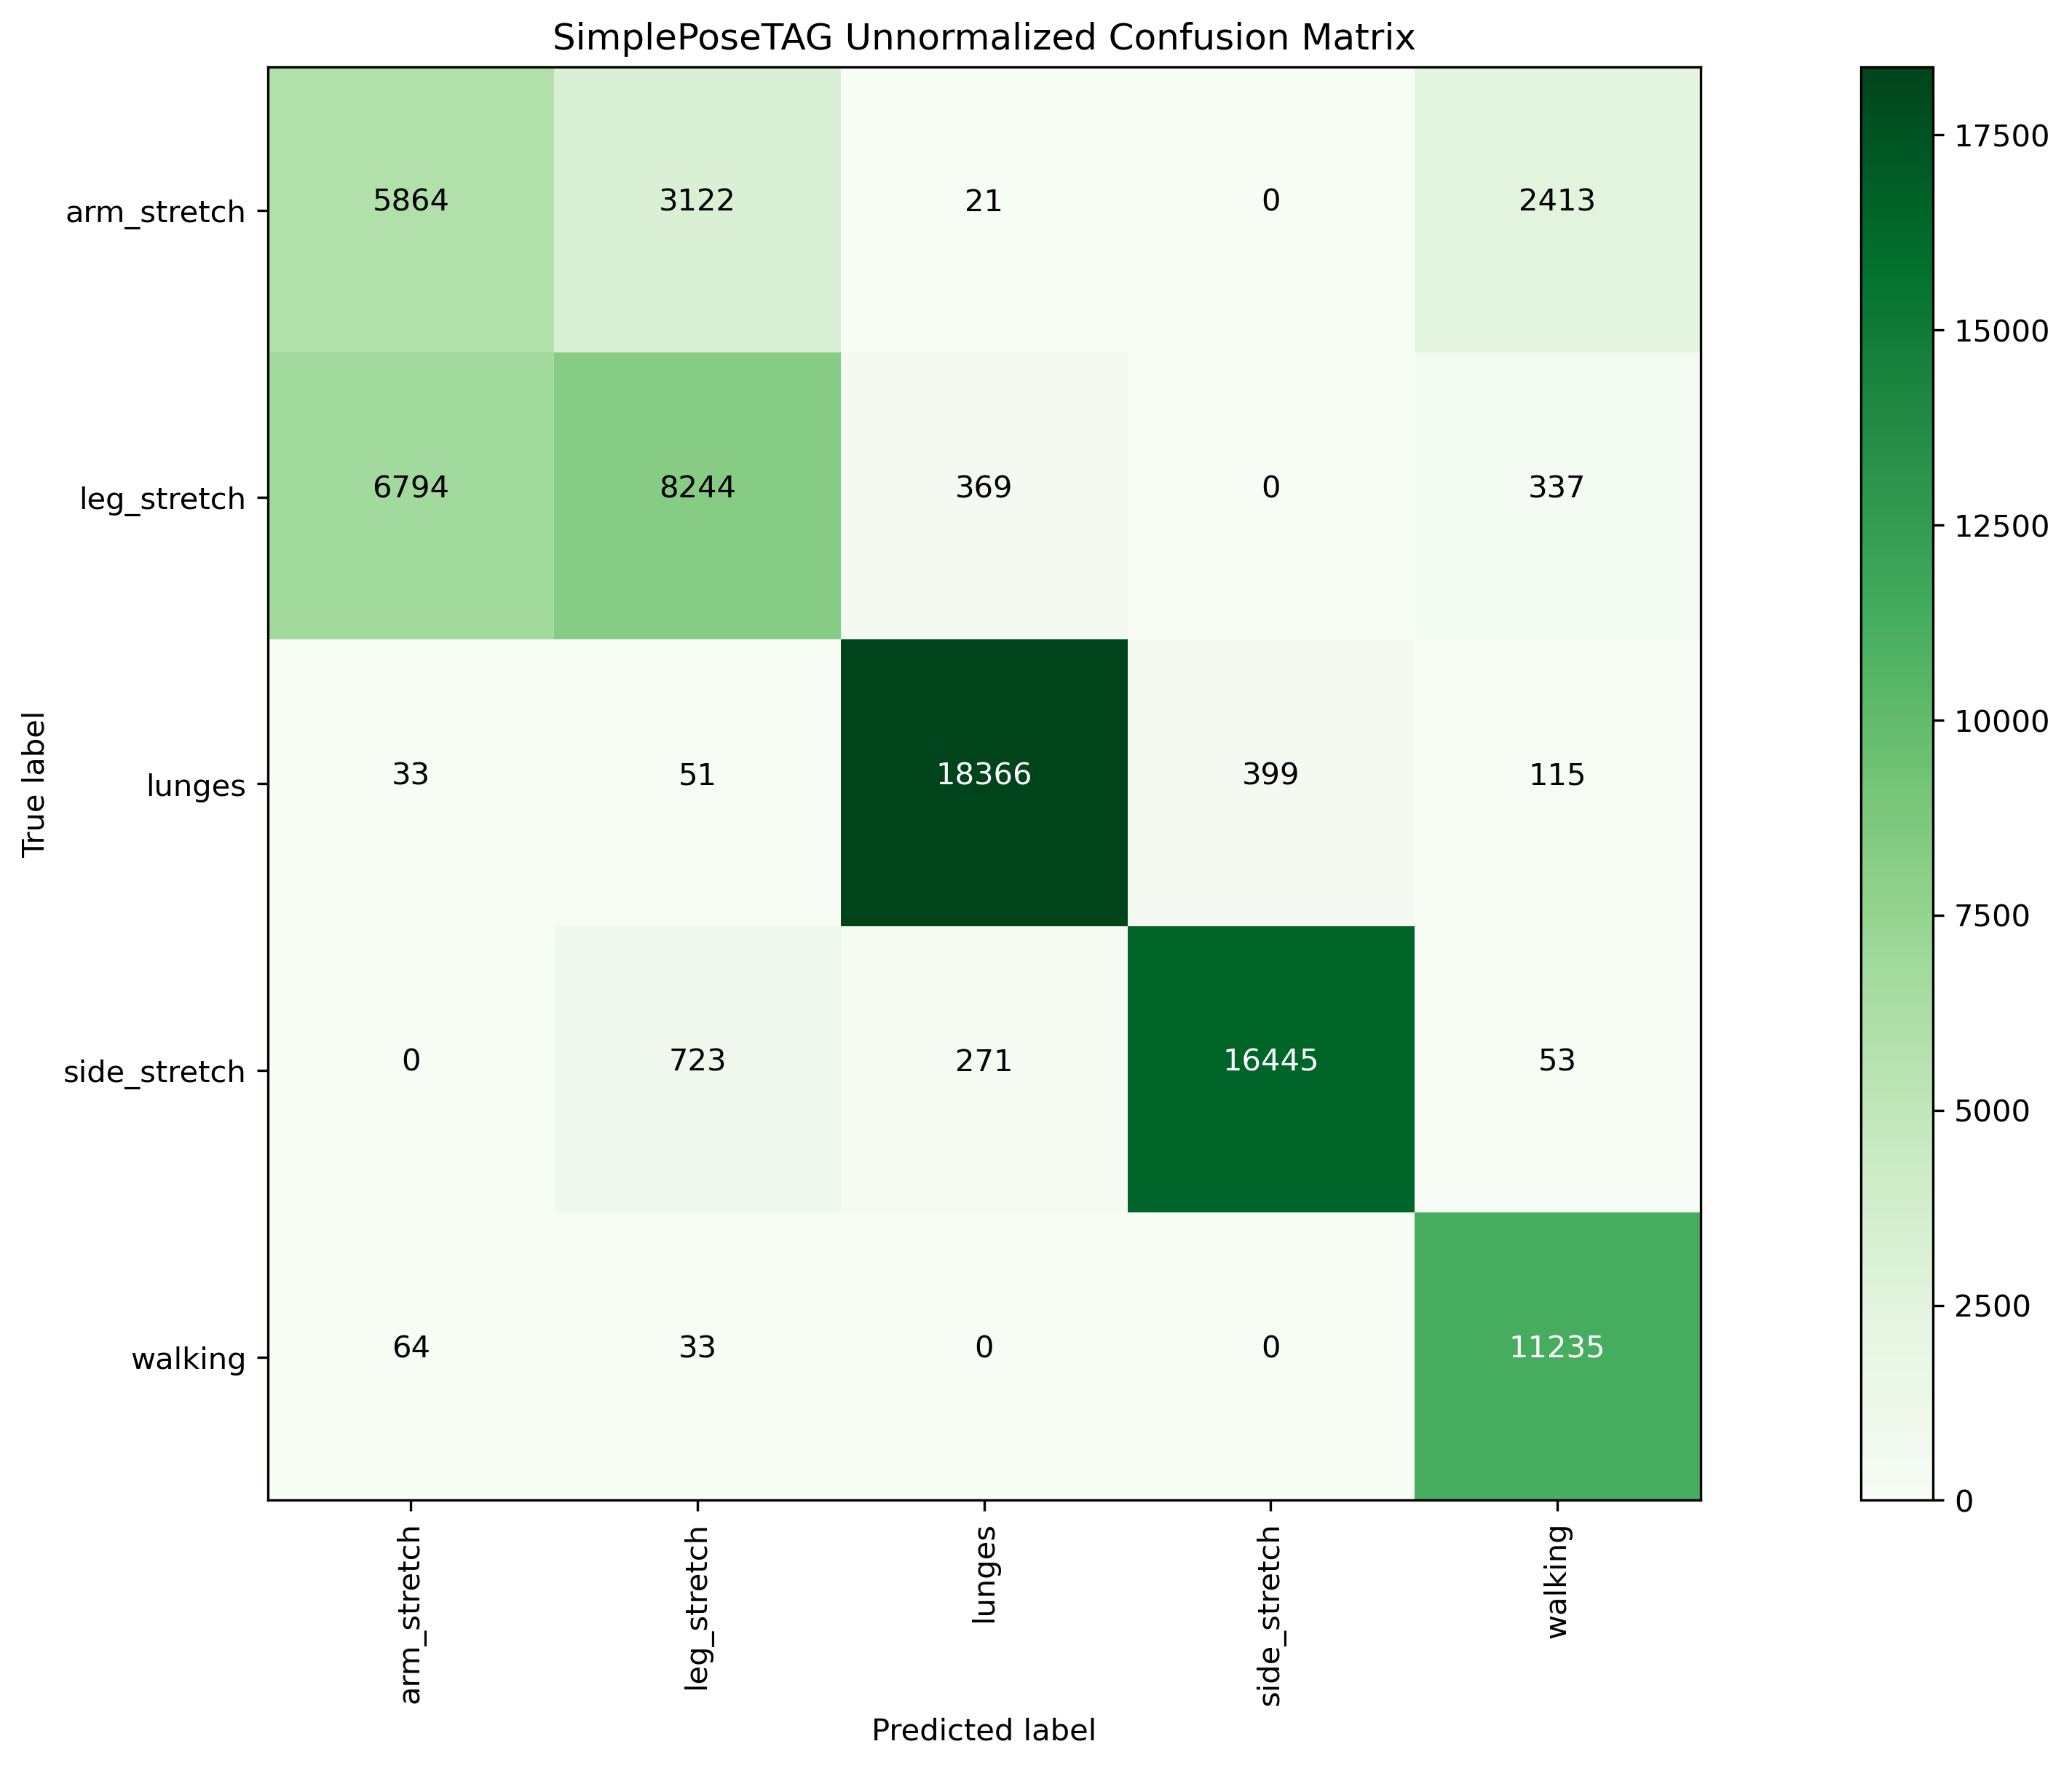 SimplePoseTAG Unnormalized Confusion Matrix
arm_stretch 5864 3122 21 0 2413
leg_stretch 6794 8244 369 0 337
lunges 33 51 18366 399 115
side_stretch 0 723 271 16445 53
walking 64 33 0 0 11235
True label
arm_stretch
leg_stretch
lunges
side_stretch
walking
Predicted label
17500
15000
12500
10000
7500
5000
2500
0